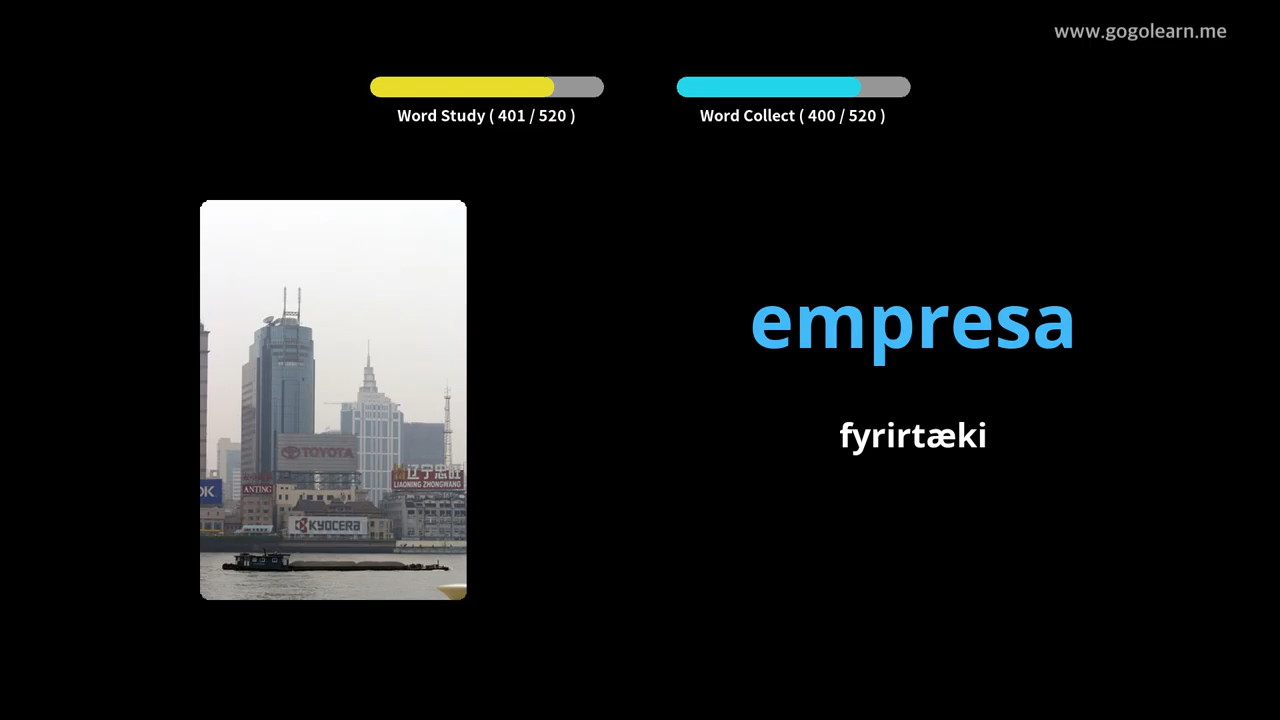 www.gogolearn.me
Word Study ( 401 / 520 )
Word Collect ( 400 / 520 )
empresa
fyrirtæki
TOYOTA
辽宁忠旺
LIAONING ZHONGWANG
OK
ANTING
KYOCERA